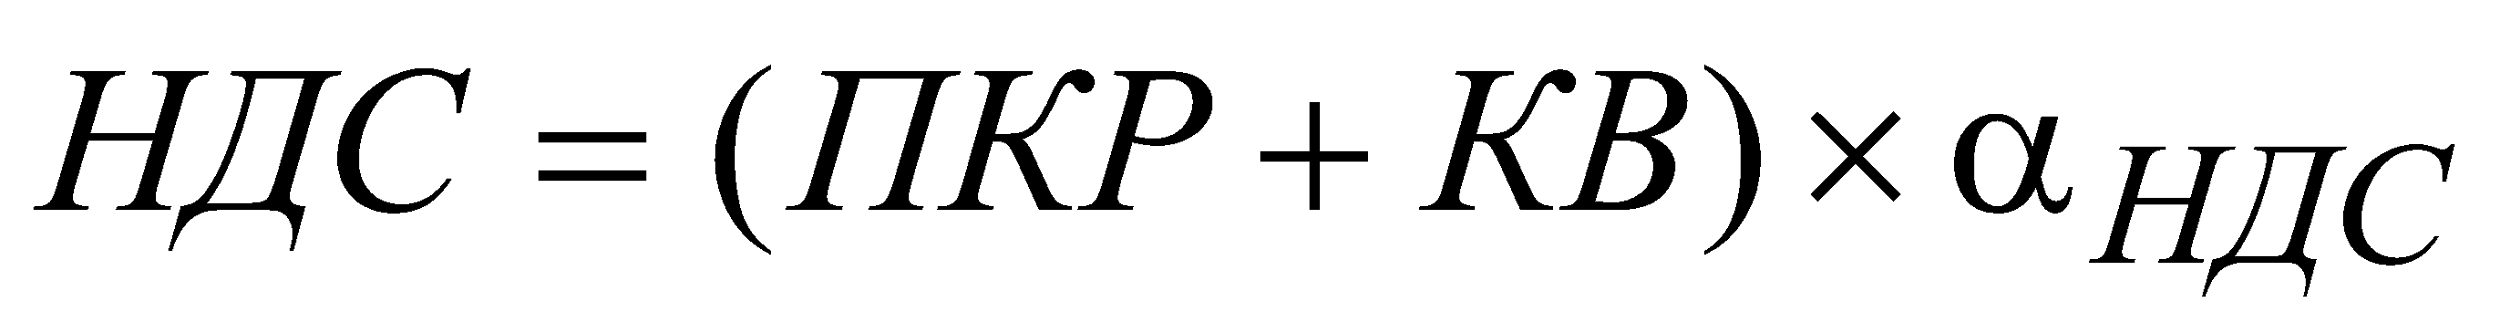 НДС = (ПКР + КВ) × α НДС